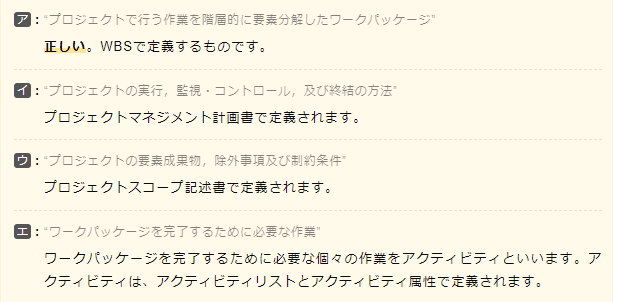 ア：“プロジェクトで行う作業を階層的に要素分解したワークパッケージ”
正しい。WBSで定義するものです。
イ：“プロジェクトの実行，監視・コントロール，及び終結の方法”
プロジェクトマネジメント計画書で定義されます。
ウ：“プロジェクトの要素成果物，除外事項及び制約条件”
プロジェクトスコープ記述書で定義されます。
エ：“ワークパッケージを完了するために必要な作業”
ワークパッケージを完了するために必要な個々の作業をアクティビティといいます。ア
クティビティは、アクティビティリストとアクティビティ属性で定義されます。